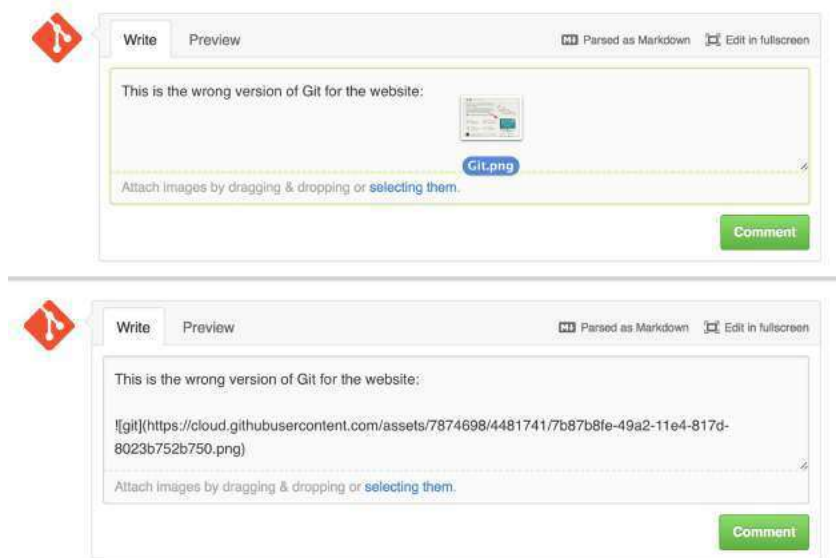 Write Preview Parsed as Markdown Edit in fullscreen
This is the wrong version of Git for the website:
Git.png
Attach images by dragging & dropping or selecting them.
Comment
Write Preview Parsed as Markdown Edit in fullscreen
This is the wrong version of Git for the website:
![git](https://cloud.githubusercontent.com/assets/7874698/4481741/7b87b8fe-49a2-11e4-817d-
8023b752b750.png)
Attach images by dragging & dropping or selecting them.
Comment